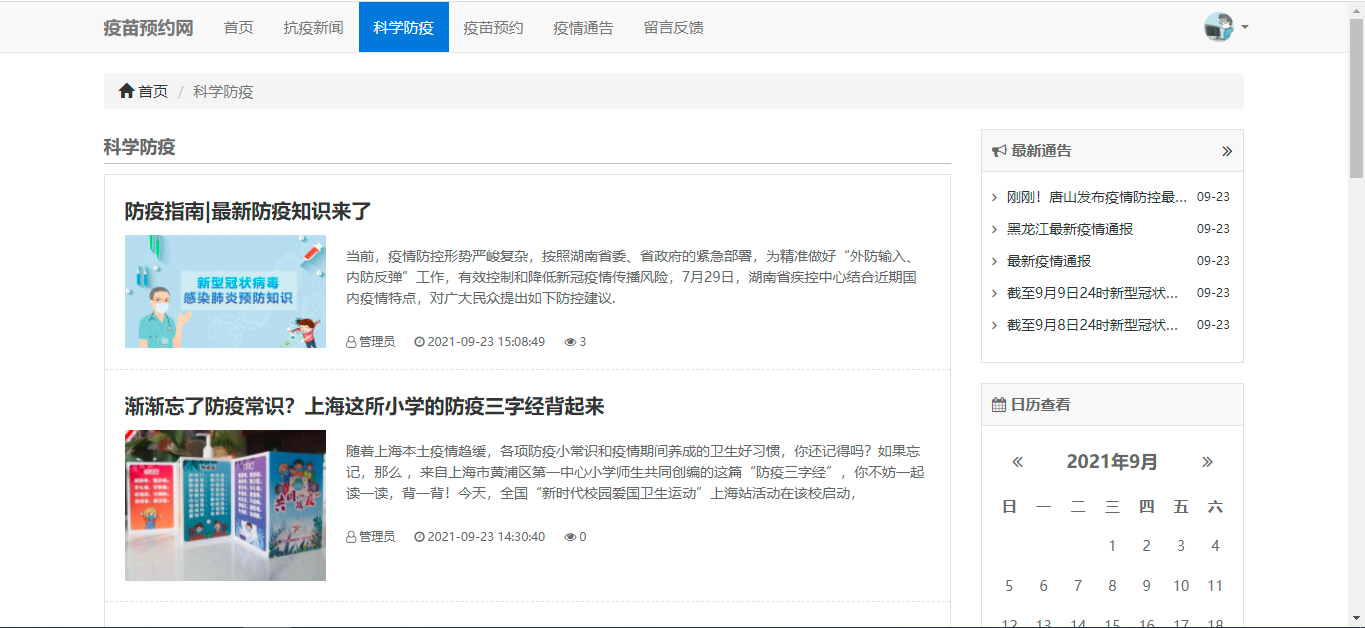 疫苗预约网 首页 抗疫新闻 科学防疫 疫苗预约 疫情通告 留言反馈
首页 / 科学防疫
科学防疫
防疫指南|最新防疫知识来了
新型冠状病毒
感染肺炎预防知识
当前，疫情防控形势严峻复杂，按照湖南省委、省政府的紧急部署，为精准做好“外防输入、
内防反弹”工作，有效控制和降低新冠疫情传播风险，7月29日，湖南省疾控中心结合近期国
内疫情特点，对广大民众提出如下防控建议.
管理员 2021-09-23 15:08:49 3
渐渐忘了防疫常识？上海这所小学的防疫三字经背起来
随着上海本土疫情趋缓，各项防疫小常识和疫情期间养成的卫生好习惯，你还记得吗？如果忘
记，那么 ，来自上海市黄浦区第一中心小学师生共同创编的这篇“防疫三字经”，你不妨一起
读一读，背一背！今天，全国“新时代校园爱国卫生运动”上海站活动在该校启动，
管理员 2021-09-23 14:30:40 0
最新通告 »
刚刚！唐山发布疫情防控最... 09-23
黑龙江最新疫情通报 09-23
最新疫情通报 09-23
截至9月9日24时新型冠状... 09-23
截至9月8日24时新型冠状... 09-23
日历查看
« 2021年9月 »
日 一 二 三 四 五 六
1 2 3 4
5 6 7 8 9 10 11
12 13 14 15 16 17 18